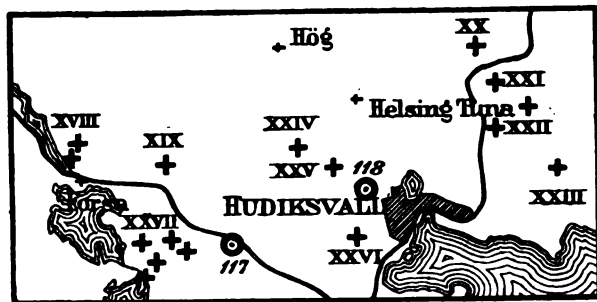 XX
Hög
XXI
Helsing Tuna
XXII
XVIII
XIX
XXIV
XXV
118
XXIII
HUDIKSVALL
XXVII
117
XXVI